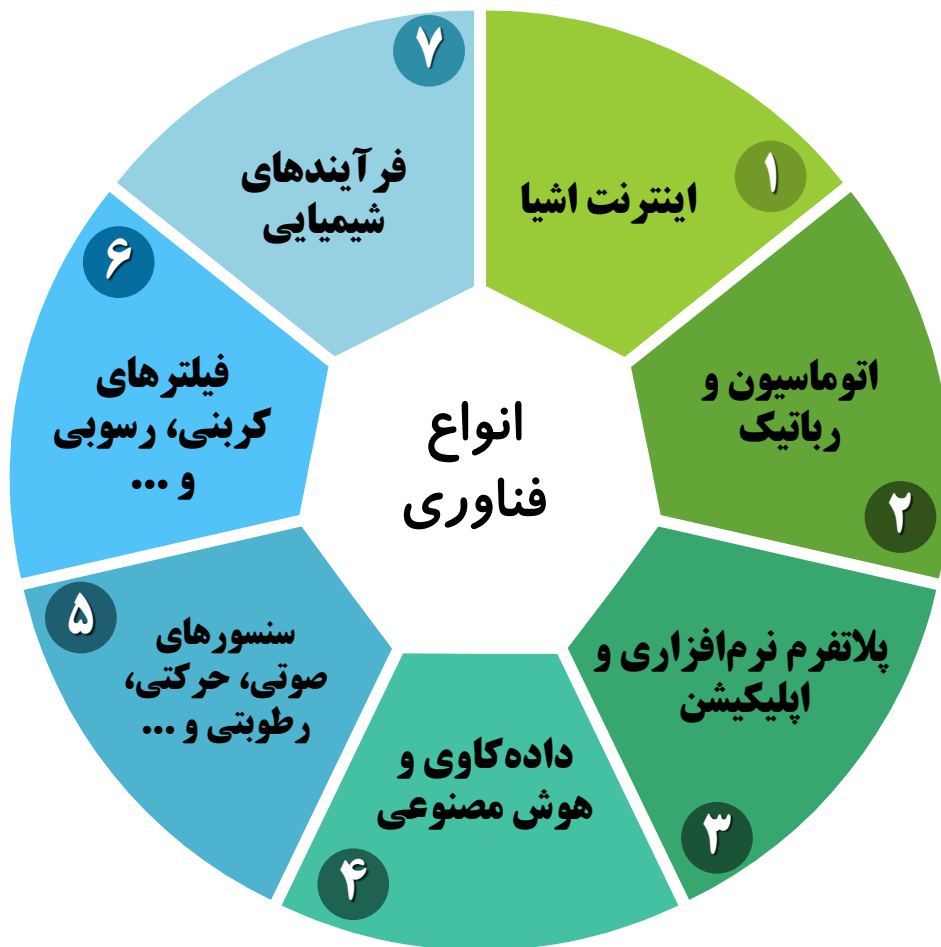 انواع
فناوری
۱
اینترنت اشیا
۲
اتوماسیون و
رباتیک
۳
پلاتفرم نرم‌افزاری و
اپلیکیشن
۴
داده‌کاوی و
هوش مصنوعی
۵
سنسورهای
صوتی، حرکتی،
رطوبتی و ...
۶
فیلترهای
کربنی، رسوبی
و ...
۷
فرآیندهای
شیمیایی